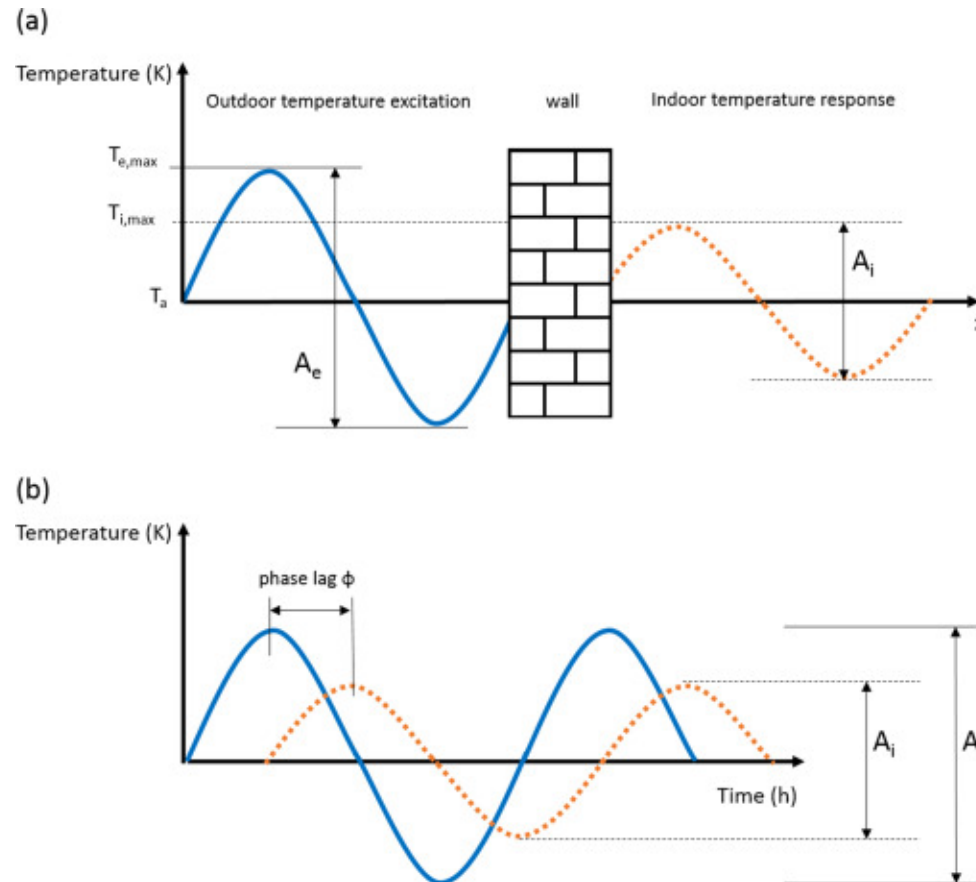 (a)
Temperature (K)
Outdoor temperature excitation
wall
Indoor temperature response
T_e,max
T_i,max
A_i
T_a
A_e
(b)
Temperature (K)
phase lag ϕ
A_i
A
Time (h)